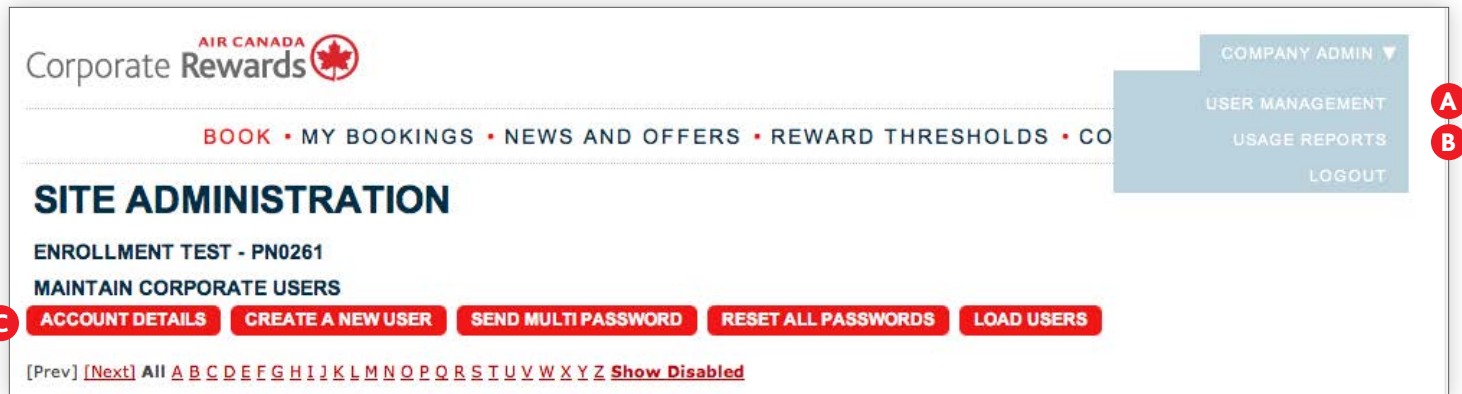 AIR CANADA
Corporate Rewards
COMPANY ADMIN ▼
USER MANAGEMENT
A
BOOK • MY BOOKINGS • NEWS AND OFFERS • REWARD THRESHOLDS • CO
USAGE REPORTS
B
LOGOUT
SITE ADMINISTRATION
ENROLLMENT TEST - PN0261
MAINTAIN CORPORATE USERS
C
ACCOUNT DETAILS CREATE A NEW USER SEND MULTI PASSWORD RESET ALL PASSWORDS LOAD USERS
[Prev] [Next] All A B C D E F G H I J K L M N O P Q R S T U V W X Y Z Show Disabled